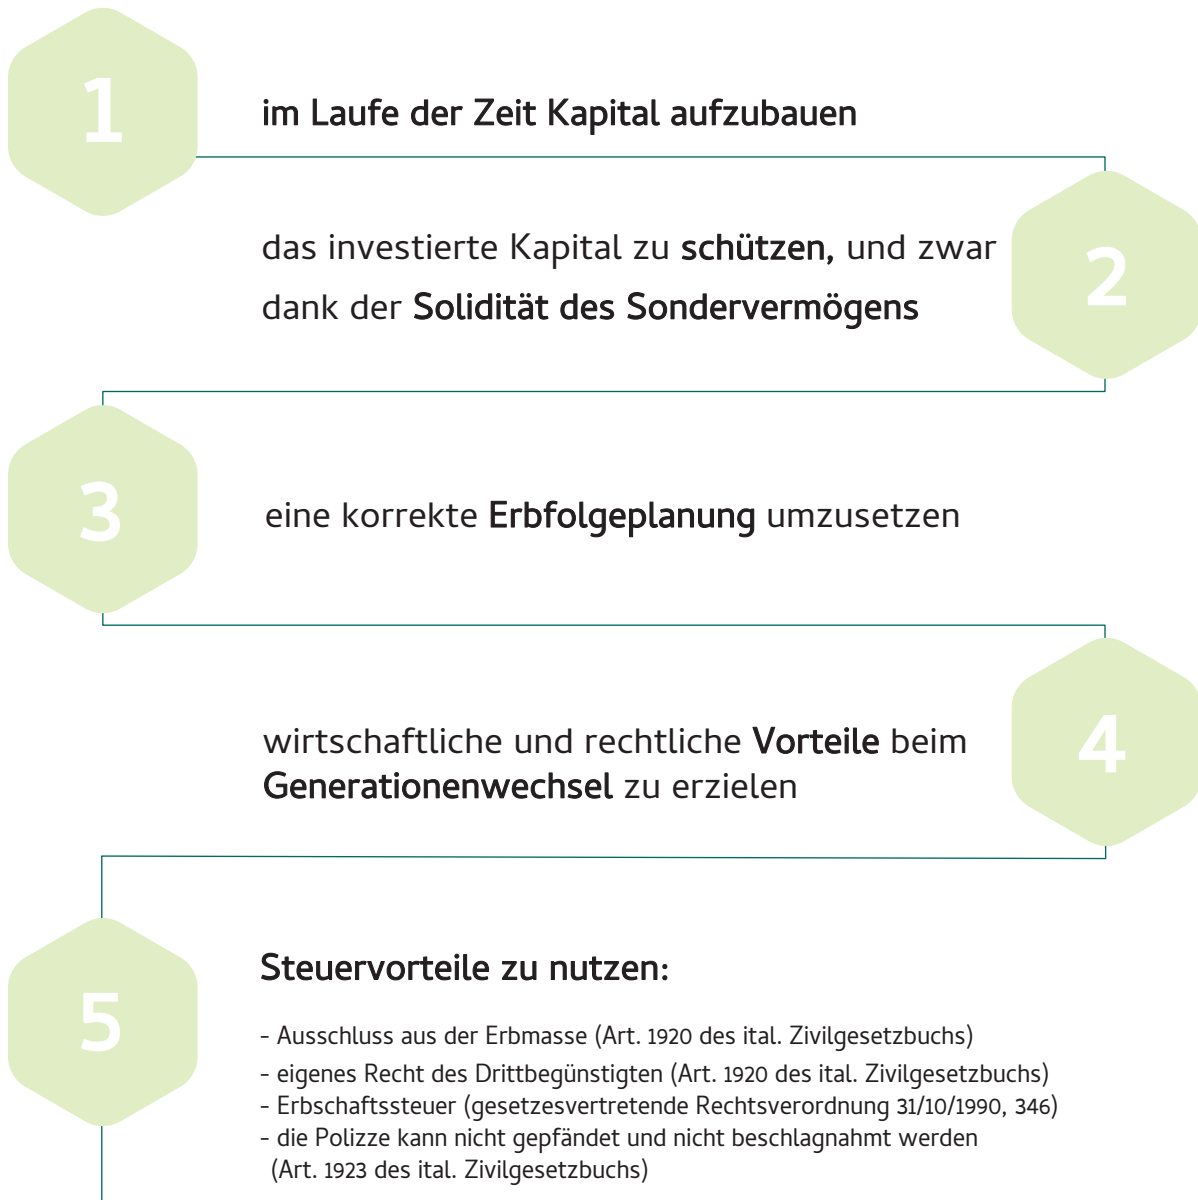 1
im Laufe der Zeit Kapital aufzubauen
das investierte Kapital zu schützen, und zwar
dank der Solidität des Sondervermögens
2
3
eine korrekte Erbfolgeplanung umzusetzen
wirtschaftliche und rechtliche Vorteile beim
Generationenwechsel zu erzielen
4
5
Steuervorteile zu nutzen:
- Ausschluss aus der Erbmasse (Art. 1920 des ital. Zivilgesetzbuchs)
- eigenes Recht des Drittbegünstigten (Art. 1920 des ital. Zivilgesetzbuchs)
- Erbschaftssteuer (gesetzesvertretende Rechtsverordnung 31/10/1990, 346)
- die Polizze kann nicht gepfändet und nicht beschlagnahmt werden
(Art. 1923 des ital. Zivilgesetzbuchs)